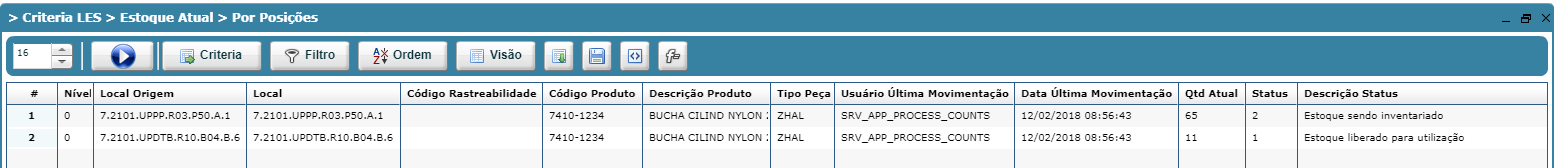 > Criteria LES > Estoque Atual > Por Posições
16 Criteria Filtro Ordem Visão
# Nível Local Origem Local Código Rastreabilidade Código Produto Descrição Produto Tipo Peça Usuário Última Movimentação Data Última Movimentação Qtd Atual Status Descrição Status
1 0 7.2101.UPPP.R03.P50.A.1 7.2101.UPPP.R03.P50.A.1 7410-1234 BUCHA CILIND NYLON ZHAL SRV_APP_PROCESS_COUNTS 12/02/2018 08:56:43 65 2 Estoque sendo inventariado
2 0 7.2101.UPDTB.R10.B04.B.6 7.2101.UPDTB.R10.B04.B.6 7410-1234 BUCHA CILIND NYLON ZHAL SRV_APP_PROCESS_COUNTS 12/02/2018 08:56:43 11 1 Estoque liberado para utilização